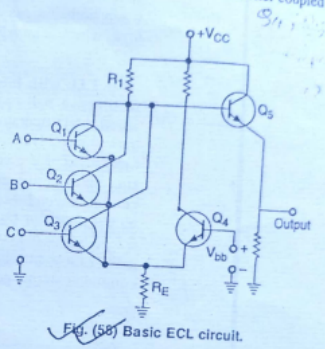 coupled
+VCC
R1
Q5
Q1
A
Q2
B
Q3
C
Q4
Vbb
+
−
Output
RE
Fig. (58) Basic ECL circuit.